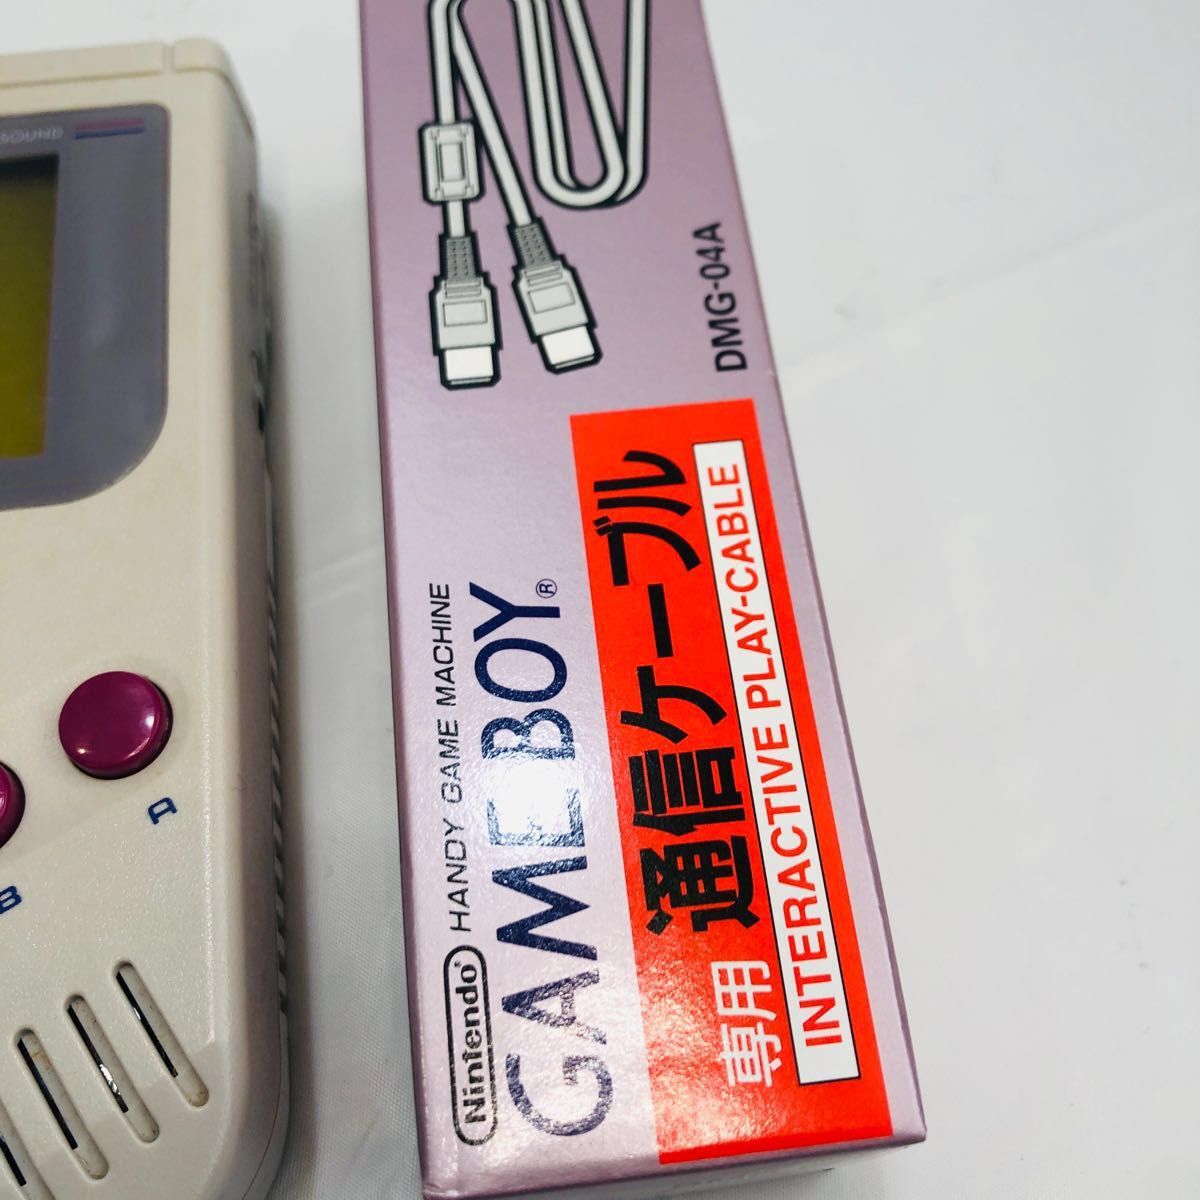 SOUND
A
B
DMG-04A
Nintendo® HANDY GAME MACHINE
GAME BOY®
専用 通信ケーブル
INTERACTIVE PLAY-CABLE